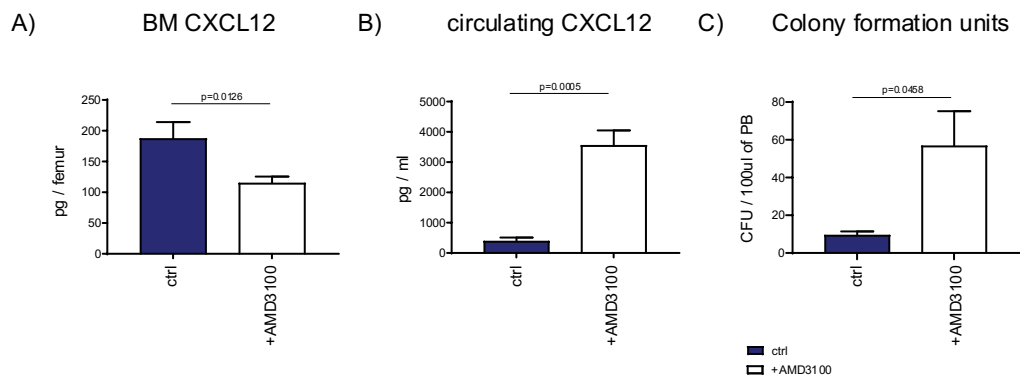 A) BM CXCL12
p=0.0126
250
200
150
100
50
0
pg / femur
ctrl
+AMD3100
B) circulating CXCL12
p=0.0005
5000
4000
3000
2000
1000
0
pg / ml
ctrl
+AMD3100
C) Colony formation units
p=0.0458
80
60
40
20
0
CFU / 100ul of PB
ctrl
+AMD3100
ctrl
+AMD3100